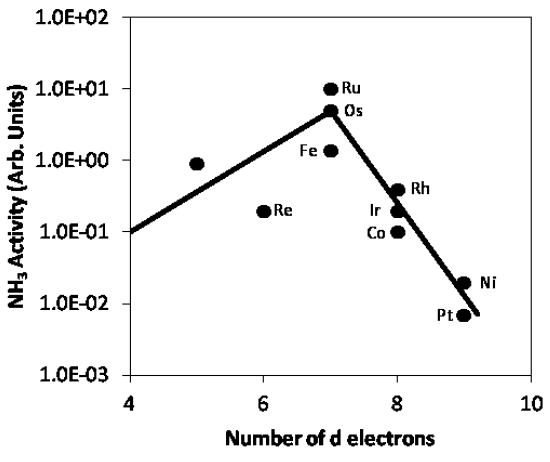 1.0E+02
1.0E+01
1.0E+00
1.0E-01
1.0E-02
1.0E-03
NH₃ Activity (Arb. Units)
Ru
Os
Fe
Re
Rh
Ir
Co
Ni
Pt
4 6 8 10
Number of d electrons